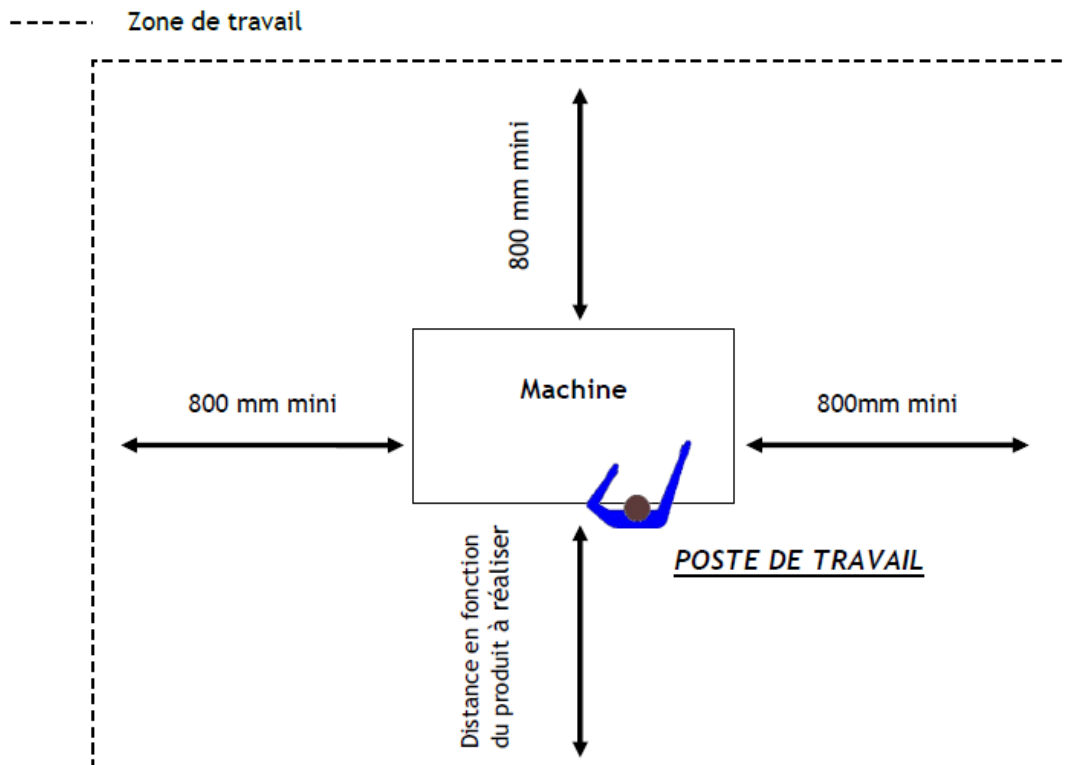 Zone de travail
800 mm mini
Machine
800 mm mini
800mm mini
POSTE DE TRAVAIL
Distance en fonction
du produit à réaliser